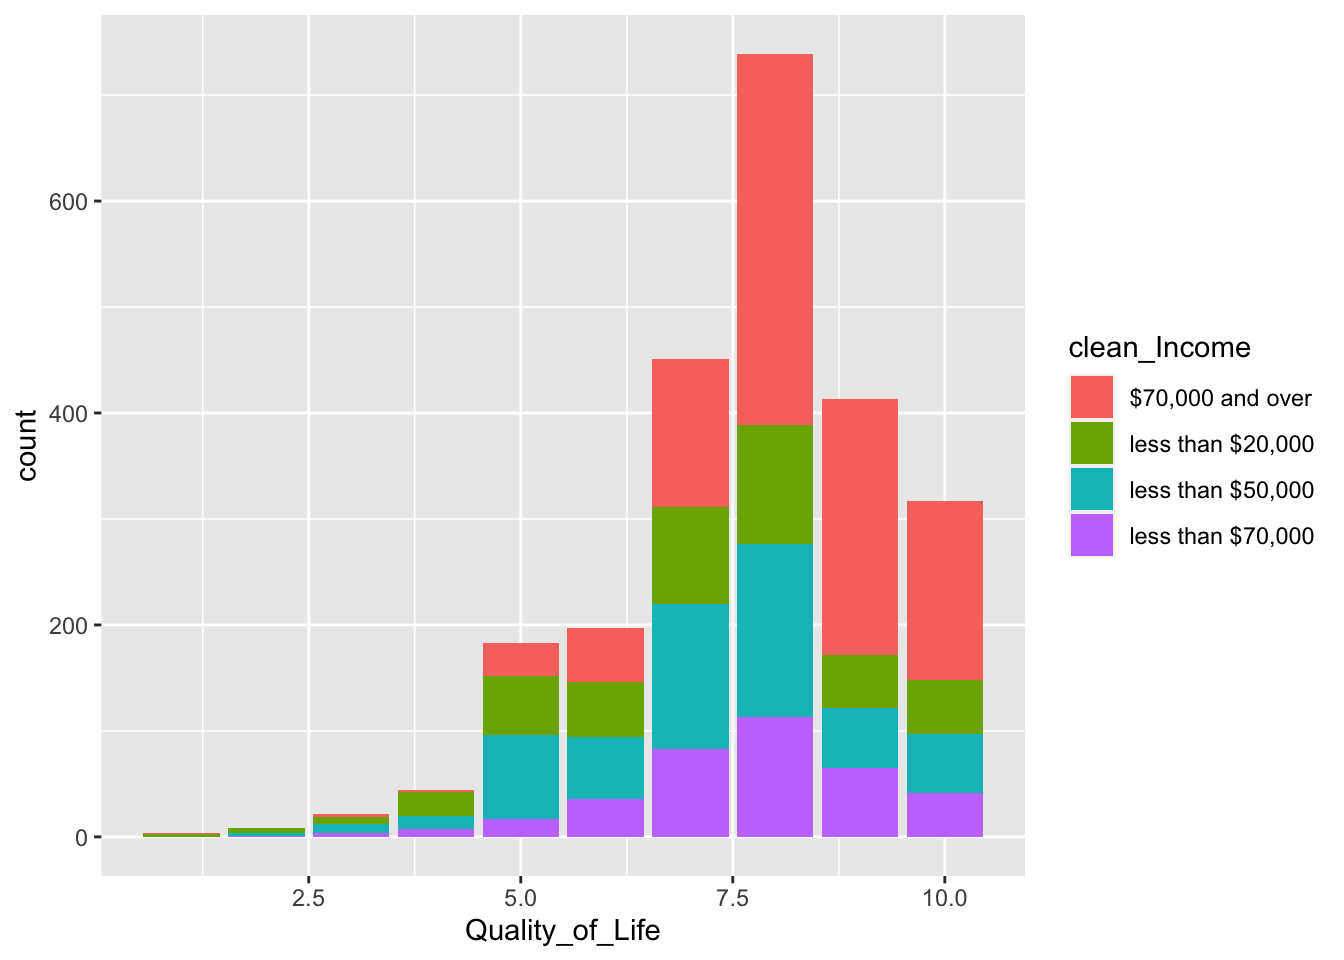 600
400
200
0
count
2.5 5.0 7.5 10.0
Quality_of_Life
clean_Income
$70,000 and over
less than $20,000
less than $50,000
less than $70,000